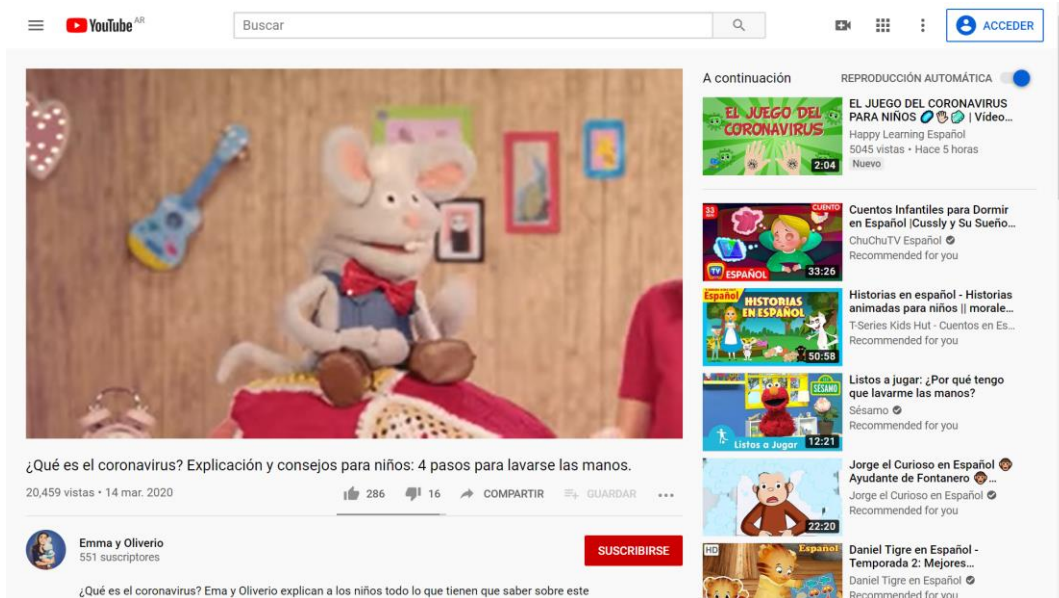 YouTube AR
Buscar
ACCEDER
¿Qué es el coronavirus? Explicación y consejos para niños: 4 pasos para lavarse las manos.
20,459 vistas • 14 mar. 2020
286
16
COMPARTIR
GUARDAR
Emma y Oliverio
551 suscriptores
SUSCRIBIRSE
¿Qué es el coronavirus? Ema y Oliverio explican a los niños todo lo que tienen que saber sobre este
A continuación
REPRODUCCIÓN AUTOMÁTICA
EL JUEGO DEL
CORONAVIRUS
2:04
EL JUEGO DEL CORONAVIRUS
PARA NIÑOS | Vídeo...
Happy Learning Español
5045 vistas • Hace 5 horas
Nuevo
33
CUENTO
ESPAÑOL
33:26
Cuentos Infantiles para Dormir
en Español |Cussly y Su Sueño...
ChuChuTV Español
Recommended for you
Español
HISTORIAS
EN ESPAÑOL
50:58
Historias en español - Historias
animadas para niños || morale...
T-Series Kids Hut - Cuentos en Es...
Recommended for you
SÉSAMO
Listos a Jugar
12:21
Listos a jugar: ¿Por qué tengo
que lavarme las manos?
Sésamo
Recommended for you
22:20
Jorge el Curioso en Español
Ayudante de Fontanero ...
Jorge el Curioso en Español
Recommended for you
HD
Español
Daniel Tigre en Español -
Temporada 2: Mejores...
Daniel Tigre en Español
Recommended for you